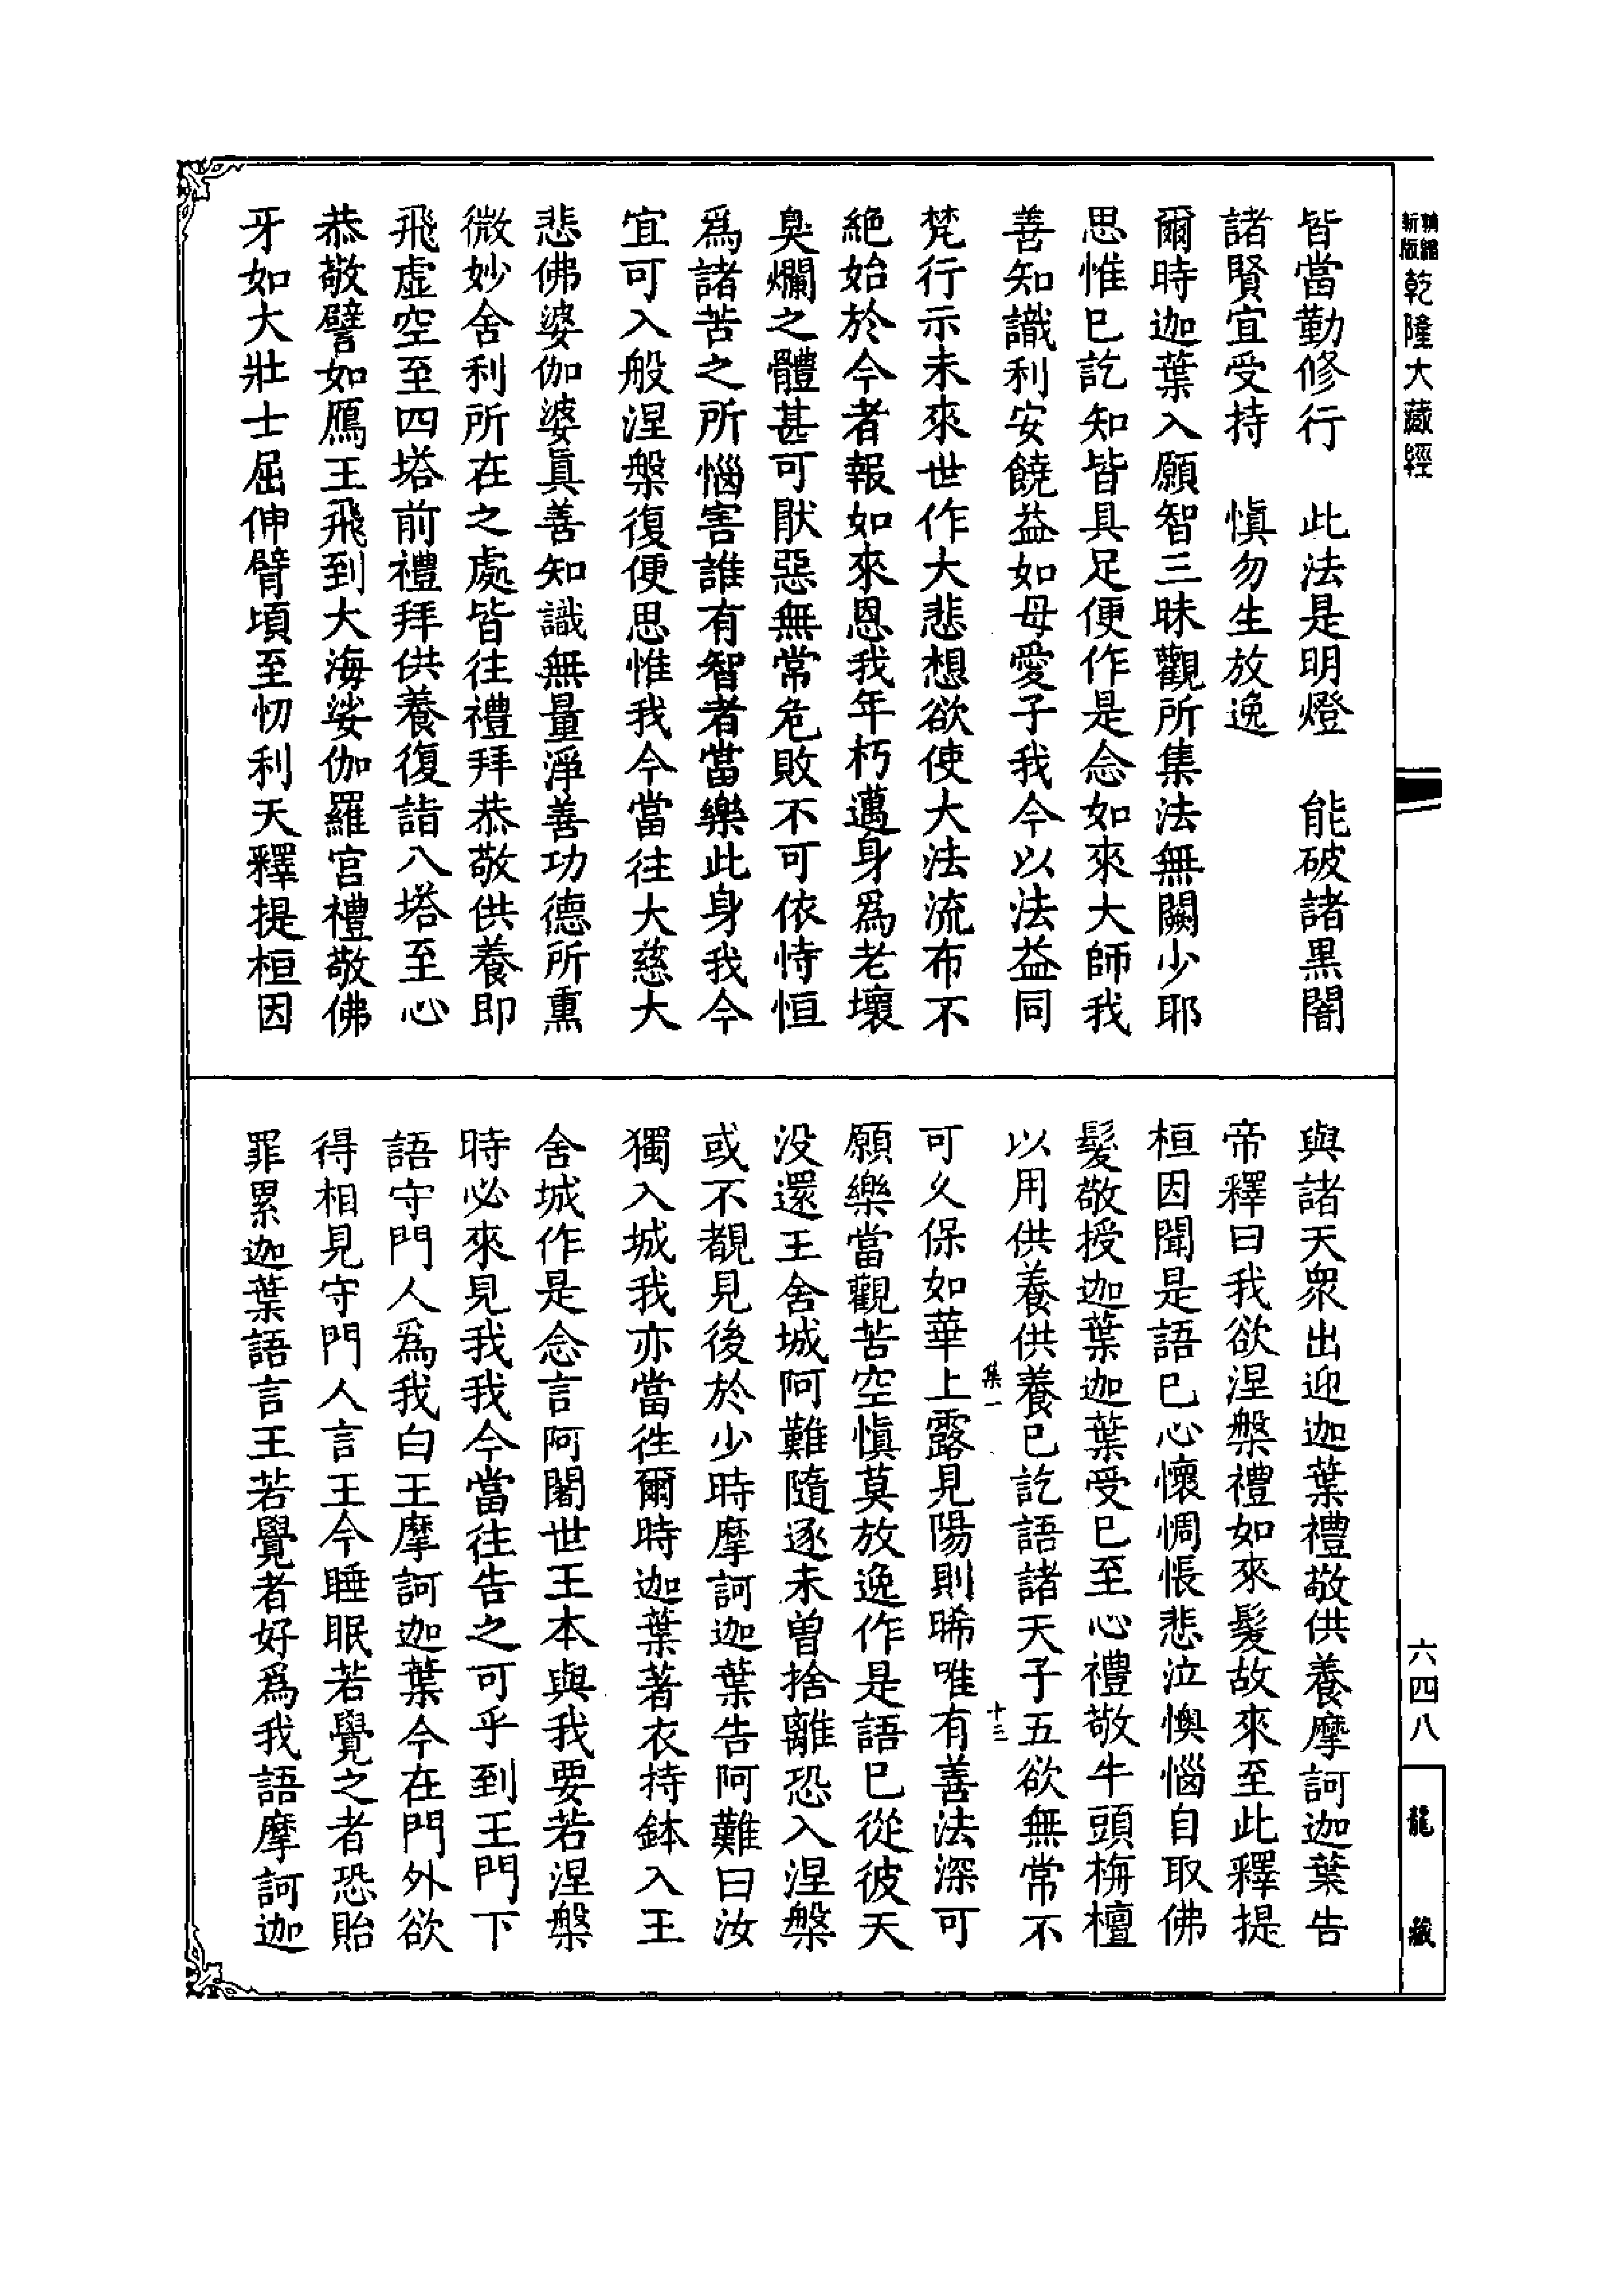 新版 精縮 乾隆大藏經
皆當勤修行　此法是明燈　能破諸黑闇
諸賢宜受持　慎勿生放逸
爾時迦葉入願智三昧觀所集法無闕少耶
思惟已訖知皆具足便作是念如來大師我
善知識利安饒益如母愛子我今以法益同
梵行示未來世作大悲想欲使大法流布不
絕始於今者報如來恩我年朽邁身爲老壞
臭爛之體甚可猒惡無常危敗不可依恃恒
爲諸苦之所惱害誰有智者當樂此身我今
宜可入般涅槃復便思惟我今當往大慈大
悲佛婆伽婆眞善知識無量淨善功德所熏
微妙舍利所在之處皆往禮拜恭敬供養即
飛虛空至四塔前禮拜供養復詣八塔至心
恭敬譬如鴈王飛到大海娑伽羅宮禮敬佛
牙如大壯士屈伸臂頃至忉利天釋提桓因
與諸天眾出迎迦葉禮敬供養摩訶迦葉告
帝釋曰我欲涅槃禮如來髮故來至此釋提
桓因聞是語已心懷惆悵悲泣懊惱自取佛
髮敬授迦葉迦葉受已至心禮敬牛頭栴檀
以用供養供養已訖語諸天子五欲無常不
集一
十三
可久保如華上露見陽則晞唯有善法深可
願樂當觀苦空慎莫放逸作是語已從彼天
没還王舍城阿難隨逐未曾捨離恐入涅槃
或不覩見後於少時摩訶迦葉告阿難曰汝
獨入城我亦當徃爾時迦葉著衣持鉢入王
舍城作是念言阿闍世王本與我要若涅槃
時必來見我我今當往告之可乎到王門下
語守門人爲我白王摩訶迦葉今在門外欲
得相見守門人言王今睡眠若覺之者恐貽
罪累迦葉語言王若覺者好爲我語摩訶迦
六四八
龍藏